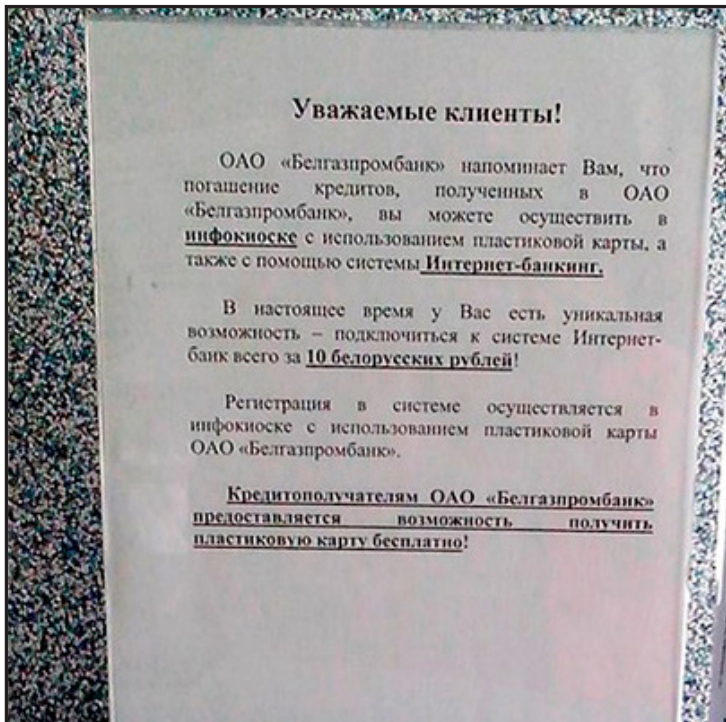 Уважаемые клиенты!
ОАО «Белгазпромбанк» напоминает Вам, что
погашение кредитов, полученных в ОАО
«Белгазпромбанк», вы можете осуществить в
инфокиоске с использованием пластиковой карты, а
также с помощью системы Интернет-банкинг.
В настоящее время у Вас есть уникальная
возможность – подключиться к системе Интернет-
банк всего за 10 белорусских рублей!
Регистрация в системе осуществляется в
инфокиоске с использованием пластиковой карты
ОАО «Белгазпромбанк».
Кредитополучателям ОАО «Белгазпромбанк»
предоставляется возможность получить
пластиковую карту бесплатно!